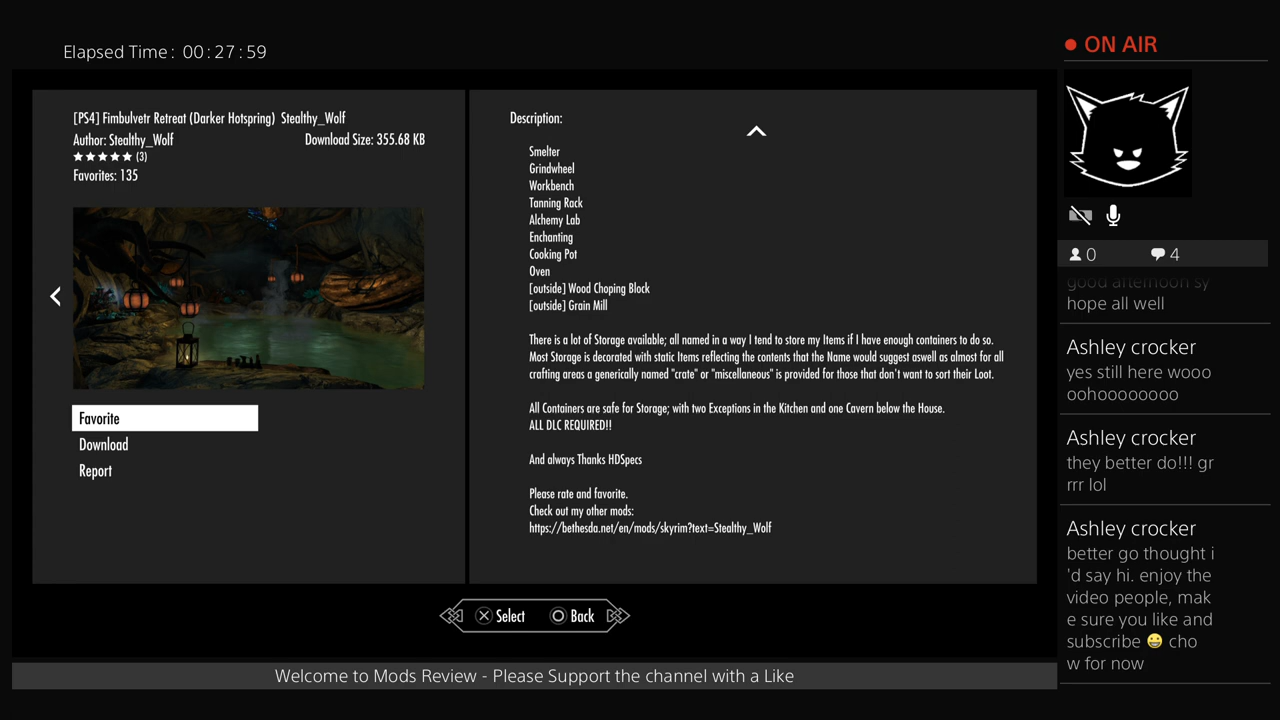 Elapsed Time: 00:27:59
[PS4] Fimbulvetr Retreat (Darker Hotspring) Stealthy_Wolf
Author: Stealthy_Wolf
Download Size: 355.68 KB
★★★★★ (3)
Favorites: 135
Favorite
Download
Report
Description:
Smelter
Grindwheel
Workbench
Tanning Rack
Alchemy Lab
Enchanting
Cooking Pot
Oven
[outside] Wood Choping Block
[outside] Grain Mill
There is a lot of Storage available; all named in a way I tend to store my Items if I have enough containers to do so.
Most Storage is decorated with static Items reflecting the contents that the Name would suggest aswell as almost for all
crafting areas a generically named "crate" or "miscellaneous" is provided for those that don't want to sort their Loot.
All Containers are safe for Storage; with two Exceptions in the Kitchen and one Cavern below the House.
ALL DLC REQUIRED!!
And always Thanks HDSpecs
Please rate and favorite.
Check out my other mods:
https://bethesda.net/en/mods/skyrim?text=Stealthy_Wolf
Select
Back
Welcome to Mods Review - Please Support the channel with a Like
ON AIR
0
4
good afternoon sy
hope all well
Ashley crocker
yes still here wooo
oohoooooooo
Ashley crocker
they better do!!! gr
rrr lol
Ashley crocker
better go thought i
'd say hi. enjoy the
video people, mak
e sure you like and
subscribe 😀 cho
w for now